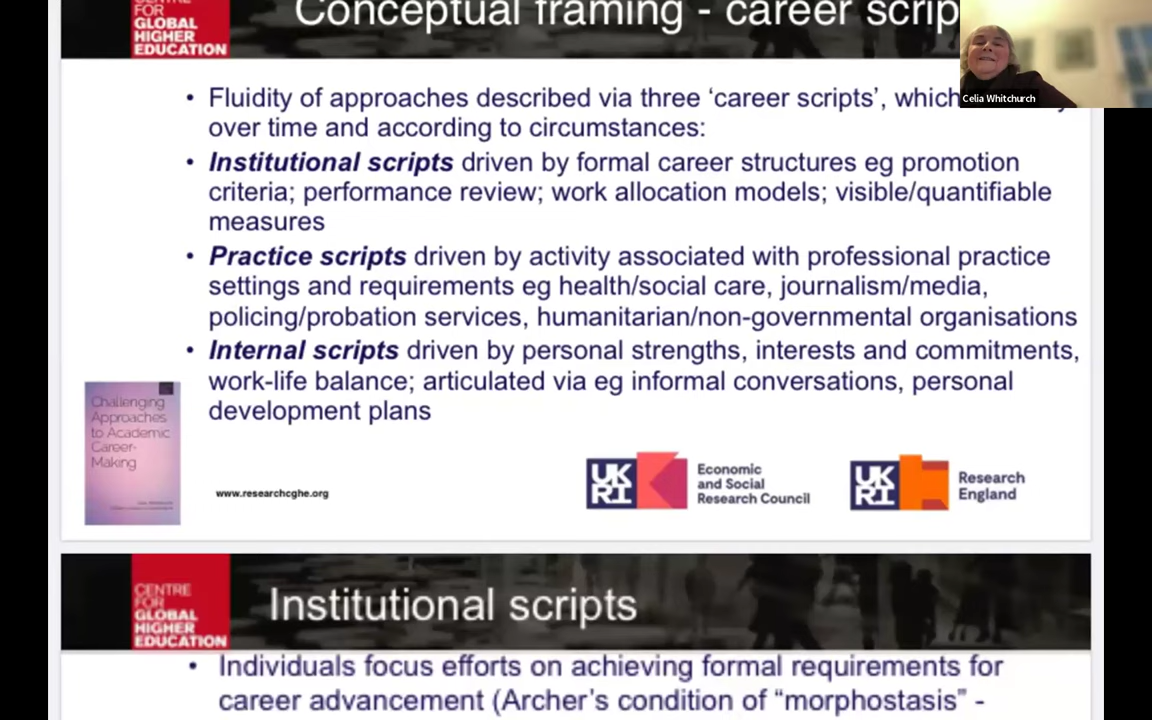 CENTRE
FOR
GLOBAL
HIGHER
EDUCATION
Conceptual framing - career scrip
Celia Whitchurch
• Fluidity of approaches described via three ‘career scripts’, which
over time and according to circumstances:
• Institutional scripts driven by formal career structures eg promotion
criteria; performance review; work allocation models; visible/quantifiable
measures
• Practice scripts driven by activity associated with professional practice
settings and requirements eg health/social care, journalism/media,
policing/probation services, humanitarian/non-governmental organisations
• Internal scripts driven by personal strengths, interests and commitments,
work-life balance; articulated via eg informal conversations, personal
development plans
Challenging
Approaches
to Academic
Career-
Making
www.researchcghe.org
UK
RI
Economic
and Social
Research Council
UK
RI
Research
England
CENTRE
FOR
GLOBAL
HIGHER
EDUCATION
Institutional scripts
• Individuals focus efforts on achieving formal requirements for
career advancement (Archer’s condition of “morphostasis” -